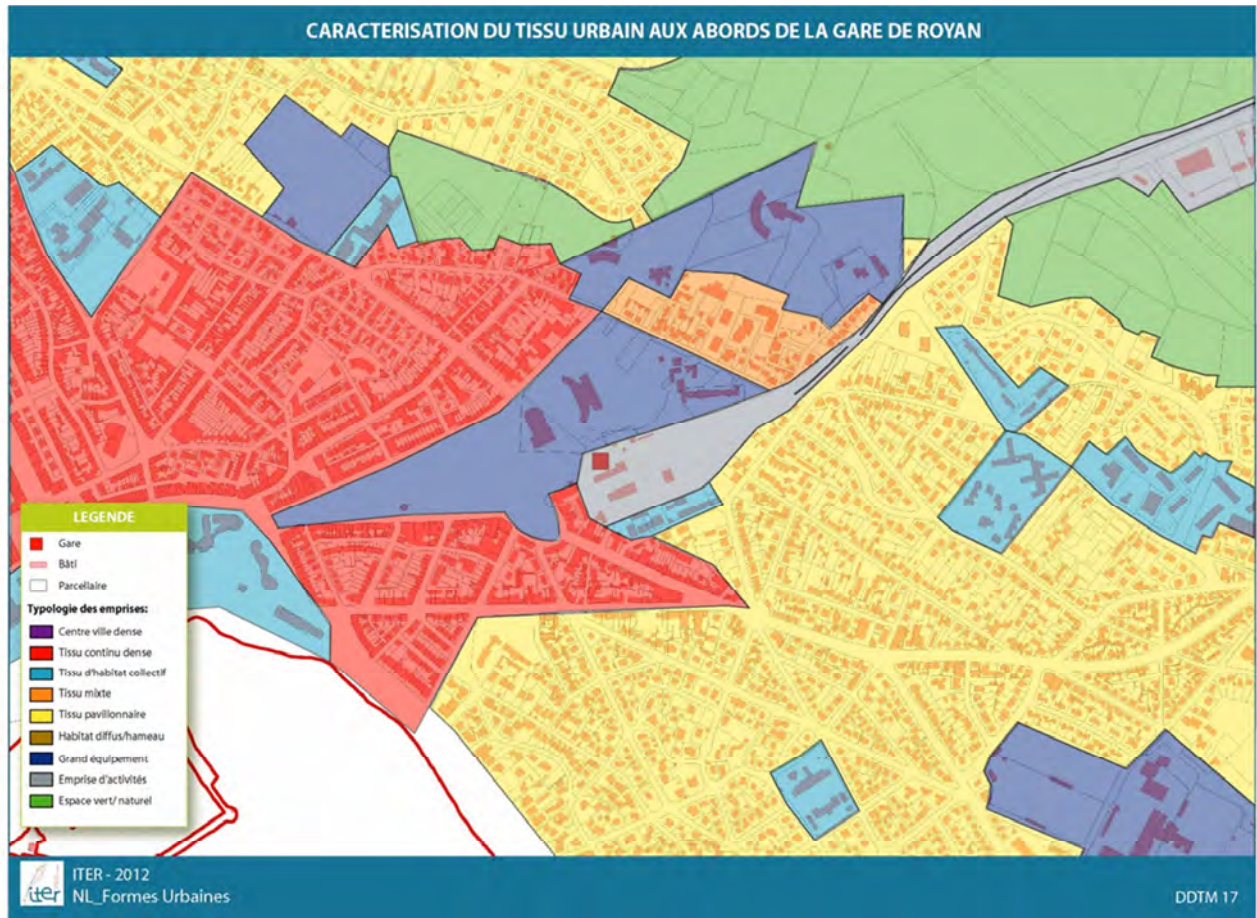 CARACTERISATION DU TISSU URBAIN AUX ABORDS DE LA GARE DE ROYAN
LEGENDE
Gare
Bâti
Parcellaire
Typologie des emprises:
Centre ville dense
Tissu continu dense
Tissu d'habitat collectif
Tissu mixte
Tissu pavillonnaire
Habitat diffus/hameau
Grand équipement
Emprise d'activités
Espace vert/ naturel
iter
ITER - 2012
NL_Formes Urbaines
DDTM 17